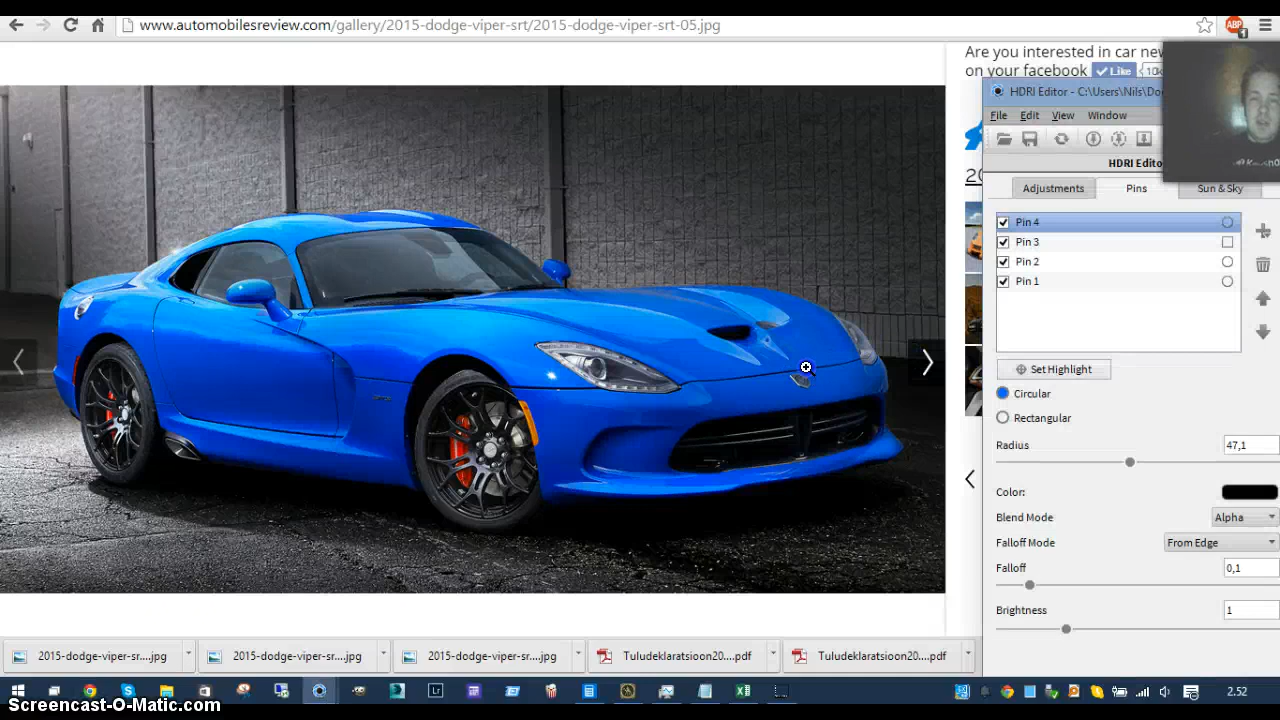 www.automobilesreview.com/gallery/2015-dodge-viper-srt/2015-dodge-viper-srt-05.jpg
ABP
Are you interested in car new
on your facebook Like 10k
HDRI Editor - C:\Users\Nils\Do
File Edit View Window
HDRI Edito
20
Adjustments Pins Sun & Sky
Pin 4
Pin 3
Pin 2
Pin 1
Set Highlight
Circular
Rectangular
Radius 47,1
Color:
Blend Mode Alpha
Falloff Mode From Edge
Falloff 0,1
Brightness 1
2015-dodge-viper-sr....jpg 2015-dodge-viper-sr....jpg 2015-dodge-viper-sr....jpg Tuludeklaratsioon20....pdf Tuludeklaratsioon20....pdf
2.52
Screencast-O-Matic.com